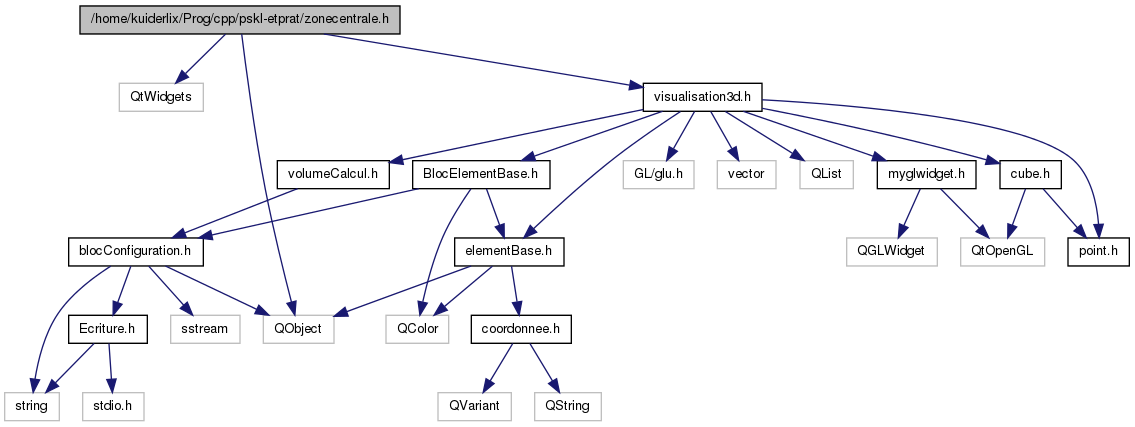 /home/kuiderlix/Prog/cpp/pskl-etprat/zonecentrale.h
QtWidgets
visualisation3d.h
volumeCalcul.h
BlocElementBase.h
GL/glu.h
vector
QList
myglwidget.h
cube.h
blocConfiguration.h
elementBase.h
QGLWidget
QtOpenGL
point.h
Ecriture.h
sstream
QObject
QColor
coordonnee.h
string
stdio.h
QVariant
QString